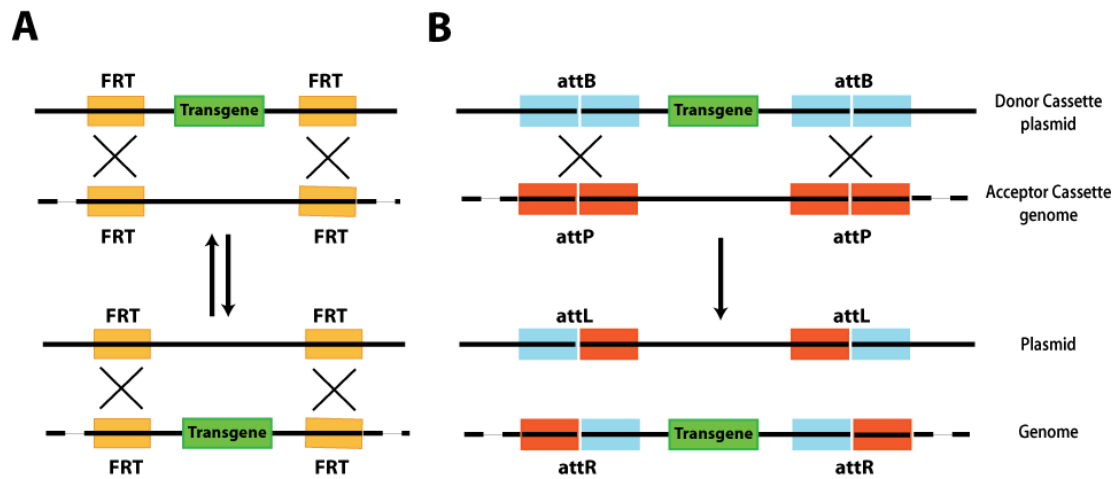 A
B
FRT
FRT
attB
attB
Transgene
Transgene
Donor Cassette
plasmid
Acceptor Cassette
genome
FRT
FRT
attP
attP
FRT
FRT
attL
attL
Plasmid
Transgene
Transgene
Genome
FRT
FRT
attR
attR